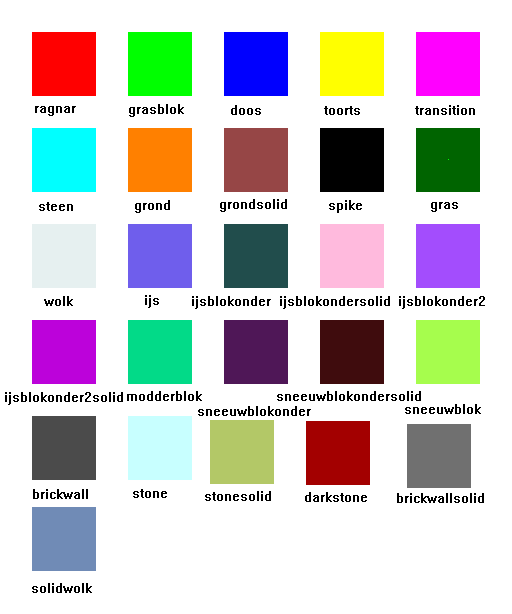 ragnar grasblok doos toorts transition
steen grond grondsolid spike gras
wolk ijs ijsblokonder ijsblokondersolid ijsblokonder2
ijsblokonder2solid modderblok sneeuwblokonder sneeuwblokondersolid sneeuwblok
brickwall stone stonesolid darkstone brickwallsolid
solidwolk